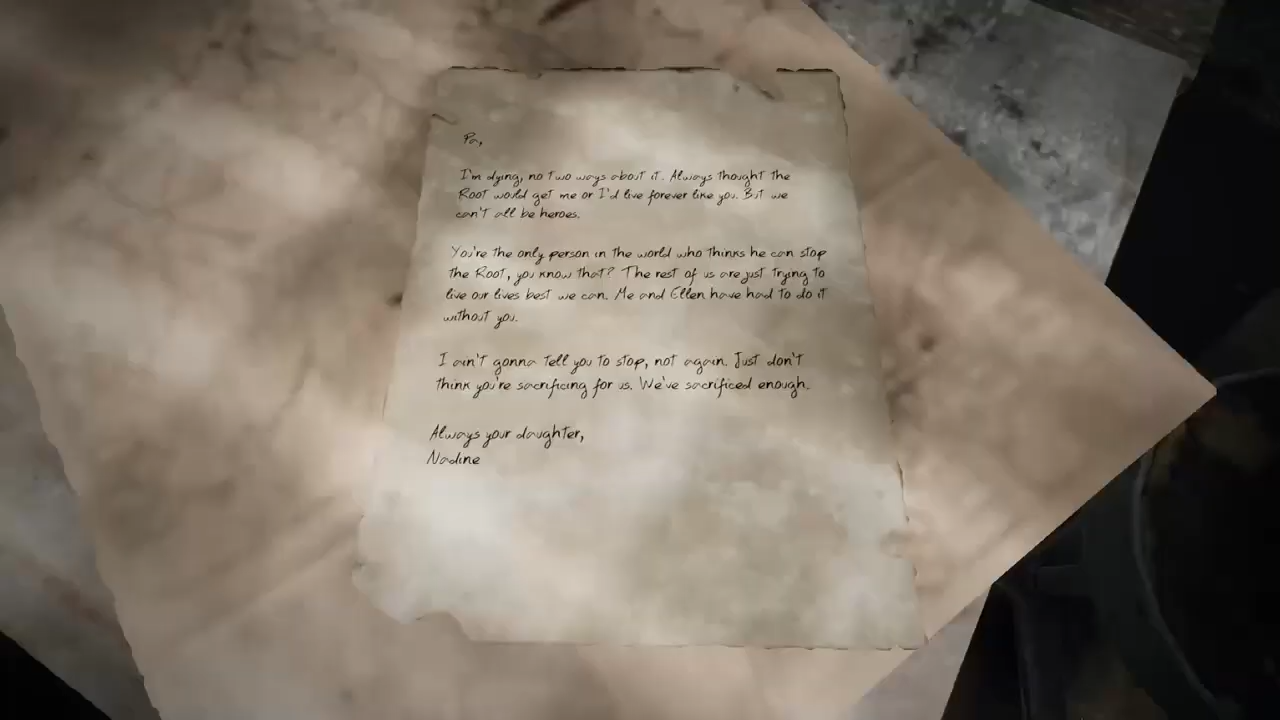 Pa,
I'm dying, no two ways about it. Always thought the
Root would get me or I'd live forever like you. But we
can't all be heroes.
You're the only person in the world who thinks he can stop
the Root, you know that? The rest of us are just trying to
live our lives best we can. Me and Ellen have had to do it
without you.
I ain't gonna tell you to stop, not again. Just don't
think you're sacrificing for us. We've sacrificed enough.
Always your daughter,
Nadine